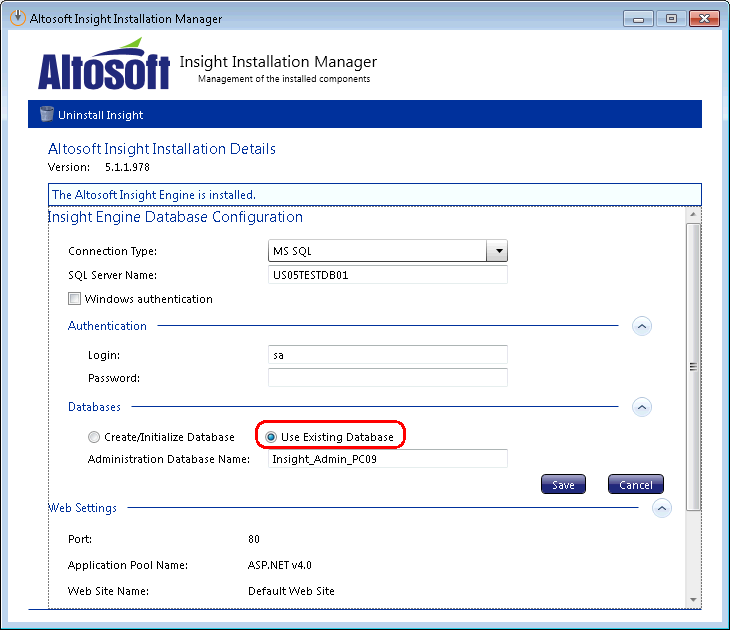 Altosoft Insight Installation Manager
Altosoft
Insight Installation Manager
Management of the installed components
Uninstall Insight
Altosoft Insight Installation Details
Version: 5.1.1.978
The Altosoft Insight Engine is installed.
Insight Engine Database Configuration
Connection Type: MS SQL
SQL Server Name: US05TESTDB01
Windows authentication
Authentication
Login: sa
Password:
Databases
Create/Initialize Database Use Existing Database
Administration Database Name: Insight_Admin_PC09
Save Cancel
Web Settings
Port: 80
Application Pool Name: ASP.NET v4.0
Web Site Name: Default Web Site